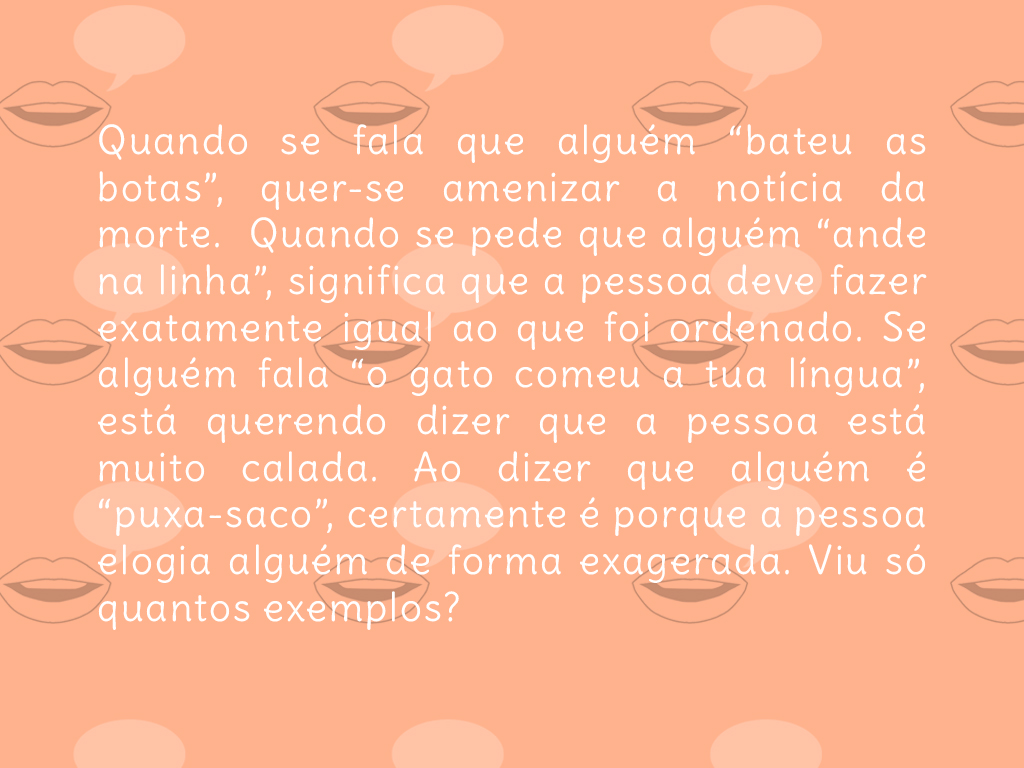 Quando se fala que alguém “bateu as
botas”, quer-se amenizar a notícia da
morte.  Quando se pede que alguém “ande
na linha”, significa que a pessoa deve fazer
exatamente igual ao que foi ordenado. Se
alguém fala “o gato comeu a tua língua”,
está querendo dizer que a pessoa está
muito calada. Ao dizer que alguém é
“puxa-saco”, certamente é porque a pessoa
elogia alguém de forma exagerada. Viu só
quantos exemplos?